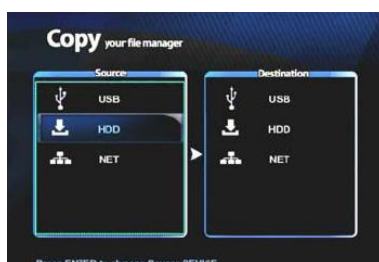 Copy your file manager
Source
Destination
USB
USB
HDD
HDD
NET
NET